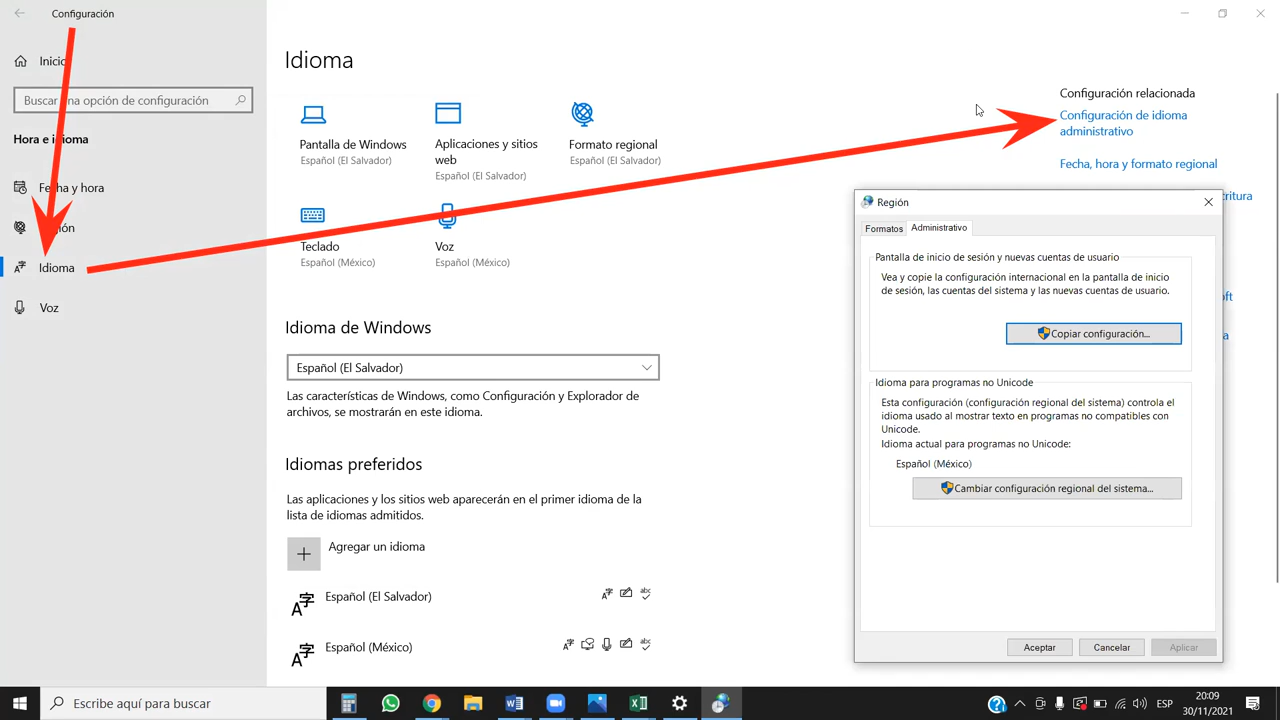 Configuración
Inicio
Buscar una opción de configuración
Hora e idioma
Fecha y hora
Idioma
Voz
Idioma
Pantalla de Windows
Español (El Salvador)
Aplicaciones y sitios
web
Español (El Salvador)
Formato regional
Español (El Salvador)
Teclado
Español (México)
Voz
Español (México)
Idioma de Windows
Español (El Salvador)
Las características de Windows, como Configuración y Explorador de
archivos, se mostrarán en este idioma.
Idiomas preferidos
Las aplicaciones y los sitios web aparecerán en el primer idioma de la
lista de idiomas admitidos.
Agregar un idioma
Español (El Salvador)
Español (México)
Configuración relacionada
Configuración de idioma
administrativo
Fecha, hora y formato regional
Región
Formatos
Administrativo
Pantalla de inicio de sesión y nuevas cuentas de usuario
Vea y copie la configuración internacional en la pantalla de inicio
de sesión, las cuentas del sistema y las nuevas cuentas de usuario.
Copiar configuración...
Idioma para programas no Unicode
Esta configuración (configuración regional del sistema) controla el
idioma usado al mostrar texto en programas no compatibles con
Unicode.
Idioma actual para programas no Unicode:
Español (México)
Cambiar configuración regional del sistema...
Aceptar
Cancelar
Aplicar
Escribe aquí para buscar
ESP
20:09
30/11/2021